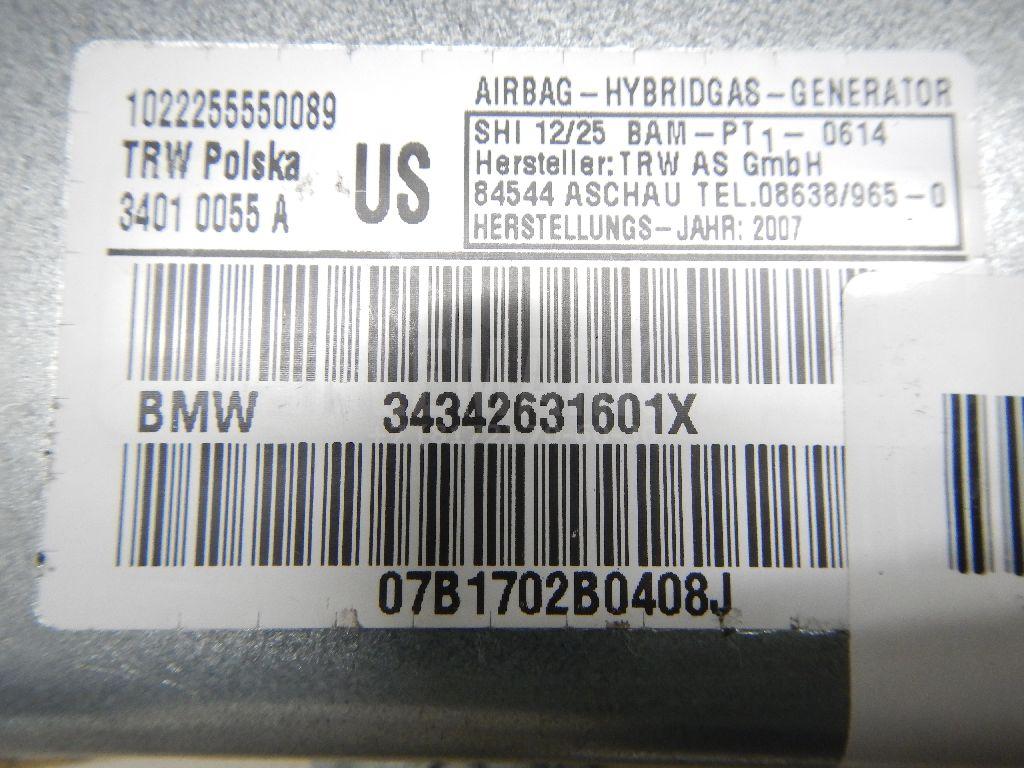 1022255550089
TRW Polska
3401 0055 A
US
AIRBAG-HYBRIDGAS-GENERATOR
SHI 12/25 BAM-PT1- 0614
Hersteller:TRW AS GmbH
84544 ASCHAU TEL.08638/965-0
HERSTELLUNGS-JAHR: 2007
BMW 34342631601X
07B1702B0408J